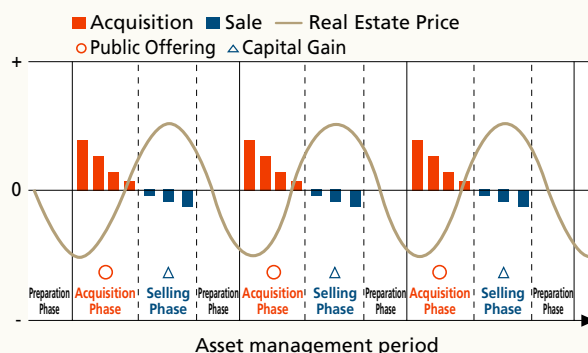 Acquisition Sale Real Estate Price
Public Offering Capital Gain
+
0
Preparation Phase
Acquisition Phase
Selling Phase
Preparation Phase
Acquisition Phase
Selling Phase
Preparation Phase
Acquisition Phase
Selling Phase
Preparation Phase
-
Asset management period